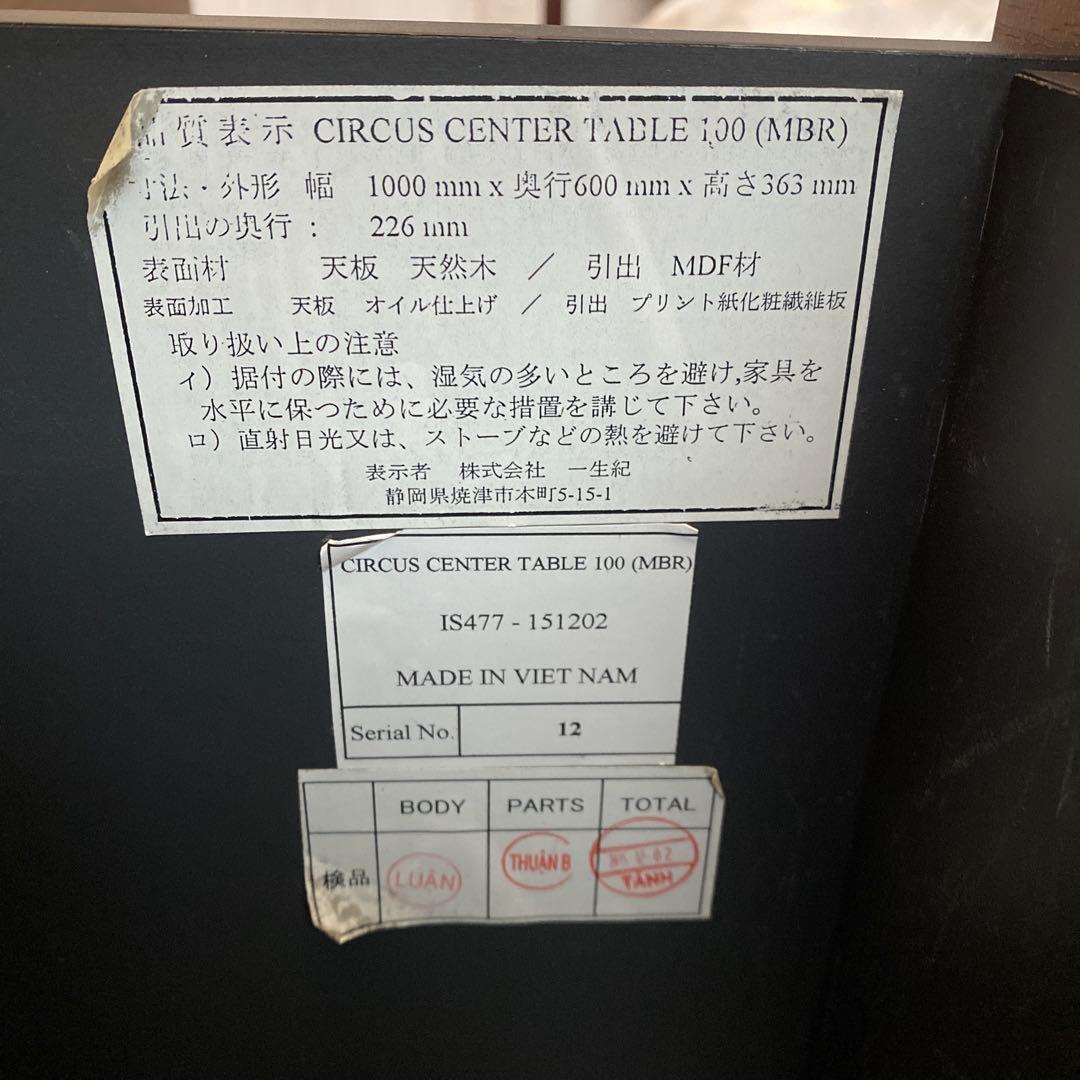 品質表示 CIRCUS CENTER TABLE 100 (MBR)
寸法・外形 幅 1000 mm x 奥行600 mm x 高さ363 mm
引出の奥行 : 226 mm
表面材 天板 天然木 / 引出 MDF材
表面加工 天板 オイル仕上げ / 引出 プリント紙化粧繊維板
取り扱い上の注意
ィ) 据付の際には、湿気の多いところを避け,家具を
水平に保つために必要な措置を講じて下さい。
ロ) 直射日光又は、ストーブなどの熱を避けて下さい。
表示者 株式会社 一生紀
静岡県焼津市本町5-15-1
CIRCUS CENTER TABLE 100 (MBR)
IS477 - 151202
MADE IN VIET NAM
Serial No. 12
BODY PARTS TOTAL
検品 LUẬN THUẬN B TÁNH